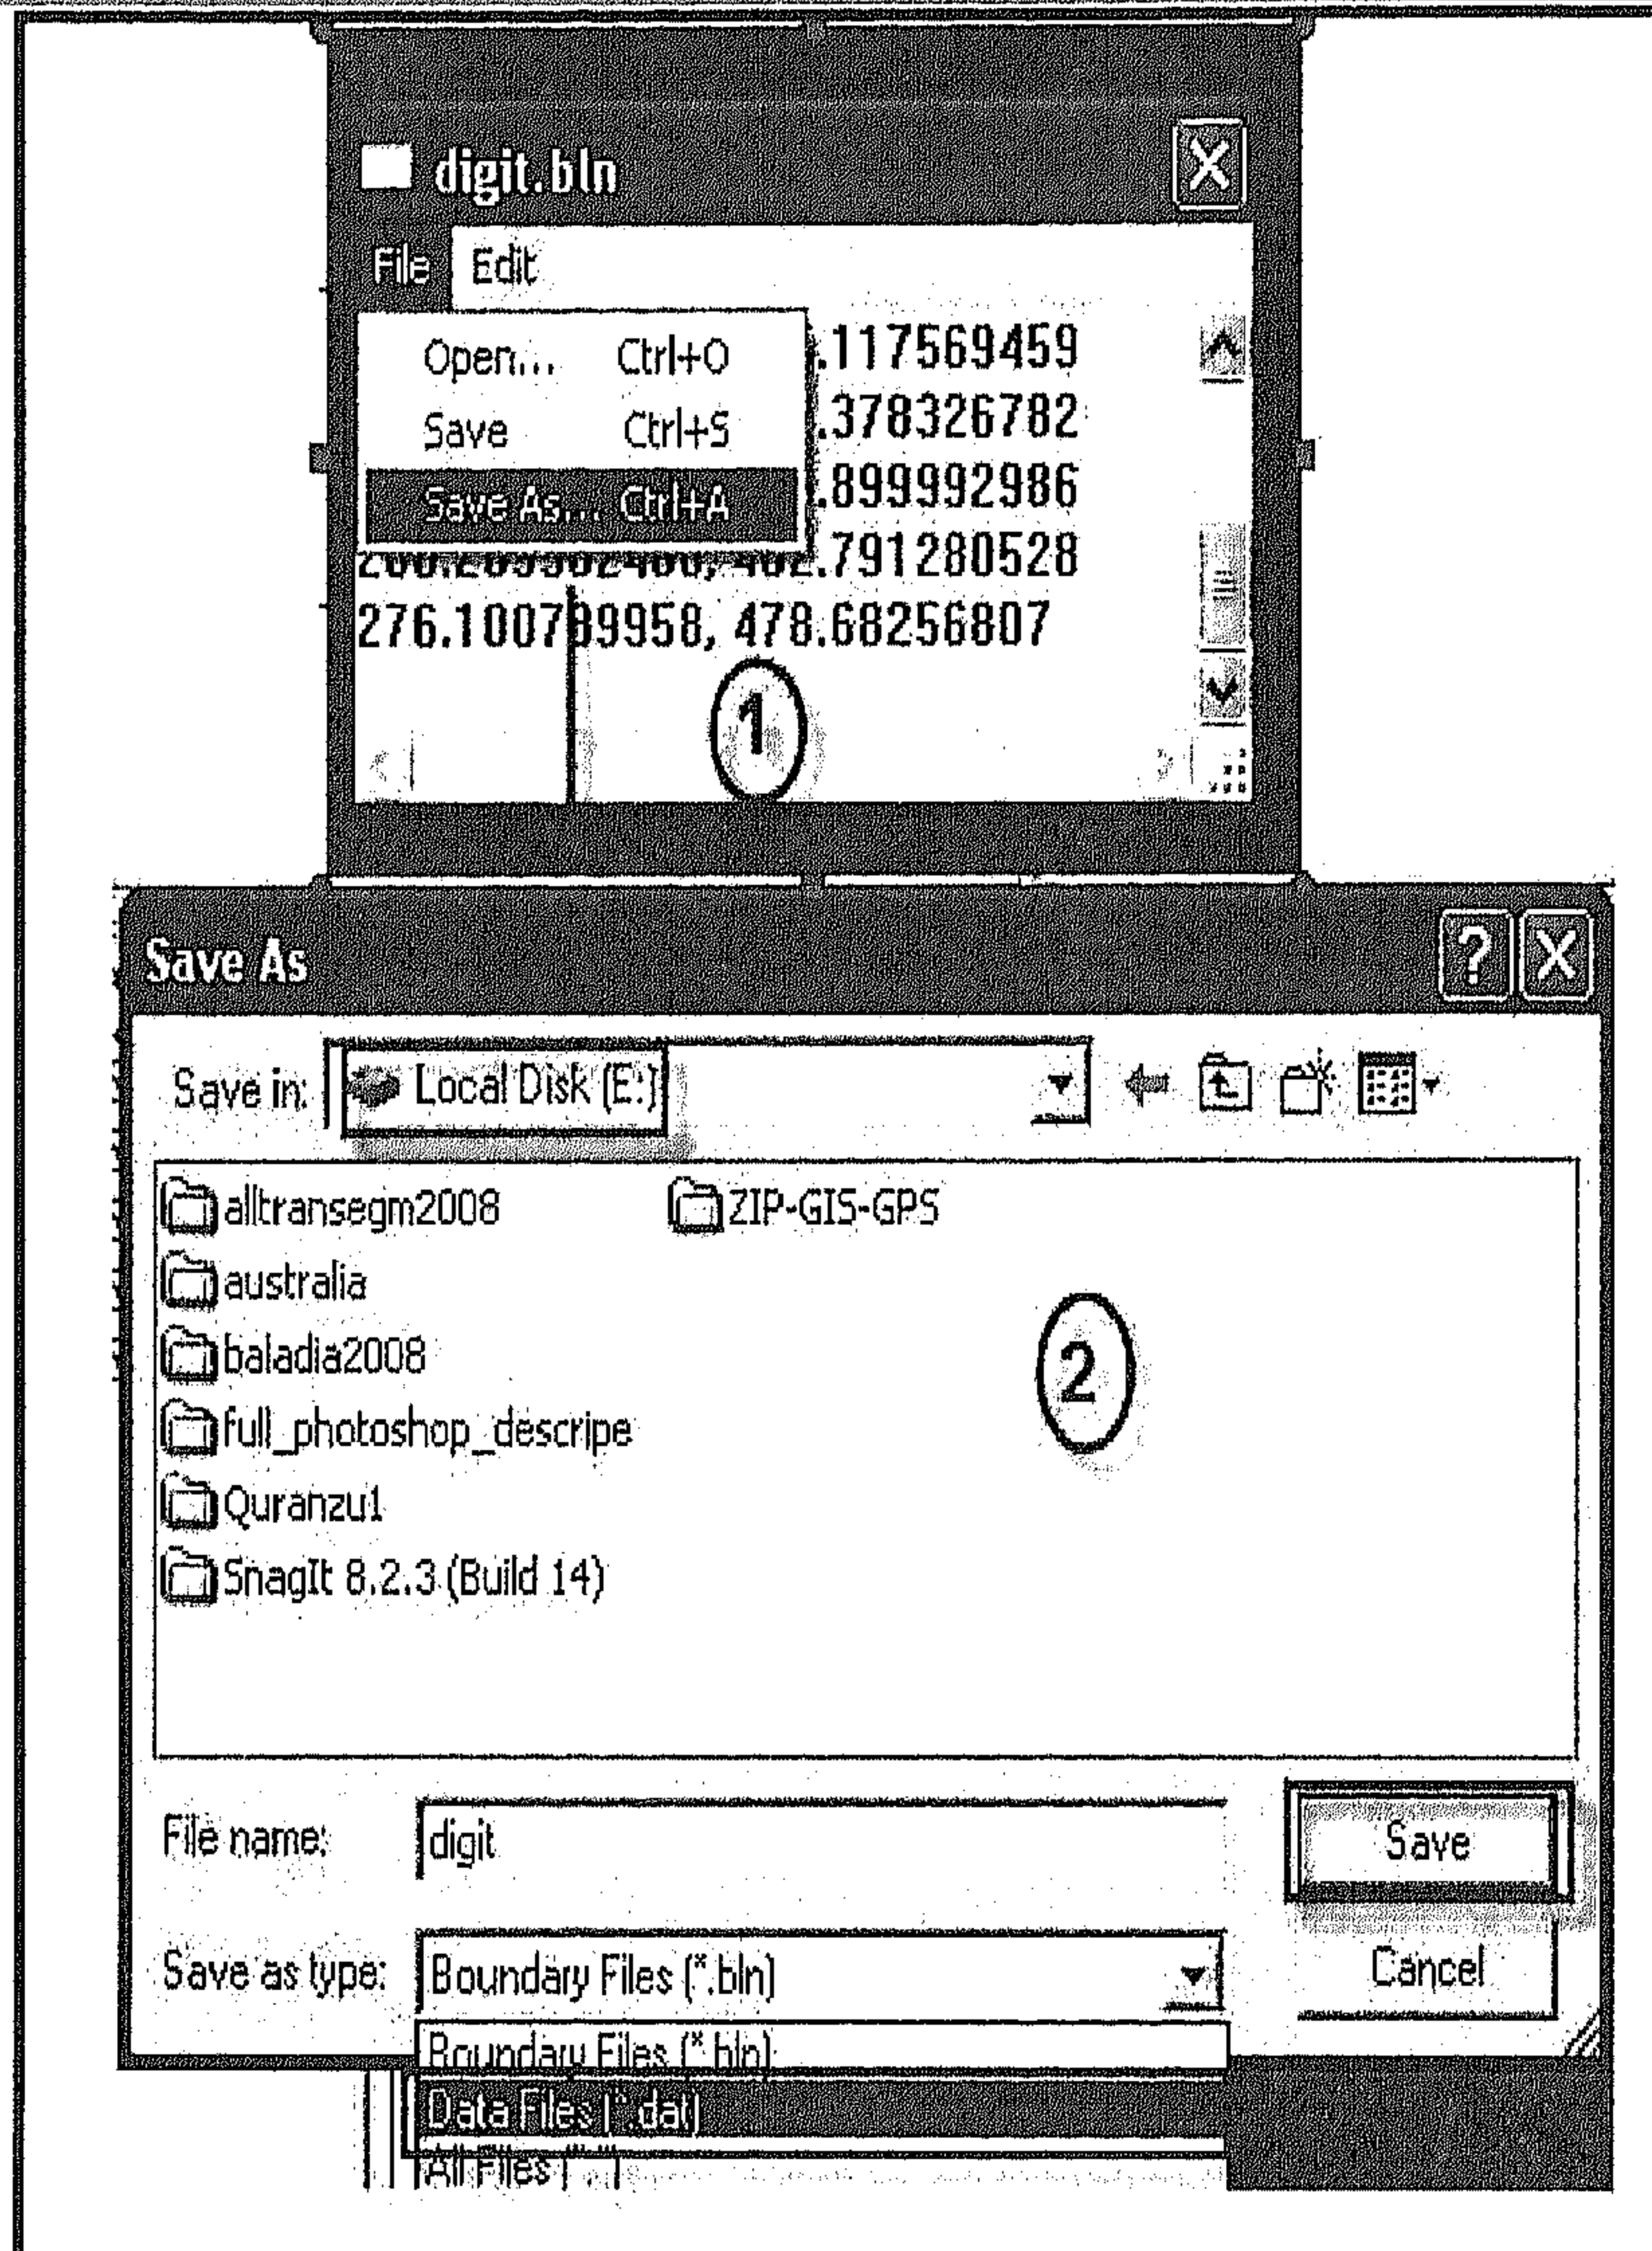 digit.bln
File Edit
Open... Ctrl+O .117569459
Save Ctrl+S .378326782
Save As... Ctrl+A .899992986
.791280528
276.100789958, 478.68256807
1
Save As
Save in: Local Disk (E:)
alltransegm2008 ZIP-GIS-GPS
australia
baladia2008
full_photoshop_descripe
Quranzu1
SnagIt 8.2.3 (Build 14)
2
File name: digit Save
Save as type: Boundary Files (*.bln) Cancel
Boundary Files (*.bln)
Data Files (*.dat)
All Files